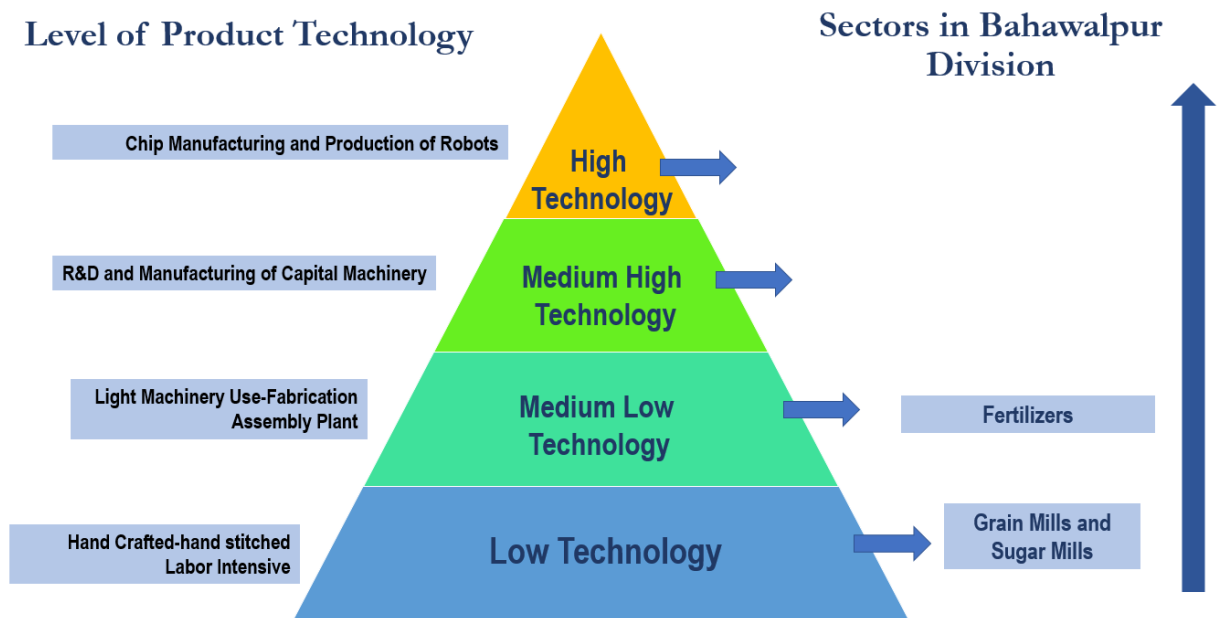 Level of Product Technology
Sectors in Bahawalpur
Division
Chip Manufacturing and Production of Robots
High
Technology
R&D and Manufacturing of Capital Machinery
Medium High
Technology
Light Machinery Use-Fabrication
Assembly Plant
Medium Low
Technology
Fertilizers
Hand Crafted-hand stitched
Labor Intensive
Low Technology
Grain Mills and
Sugar Mills